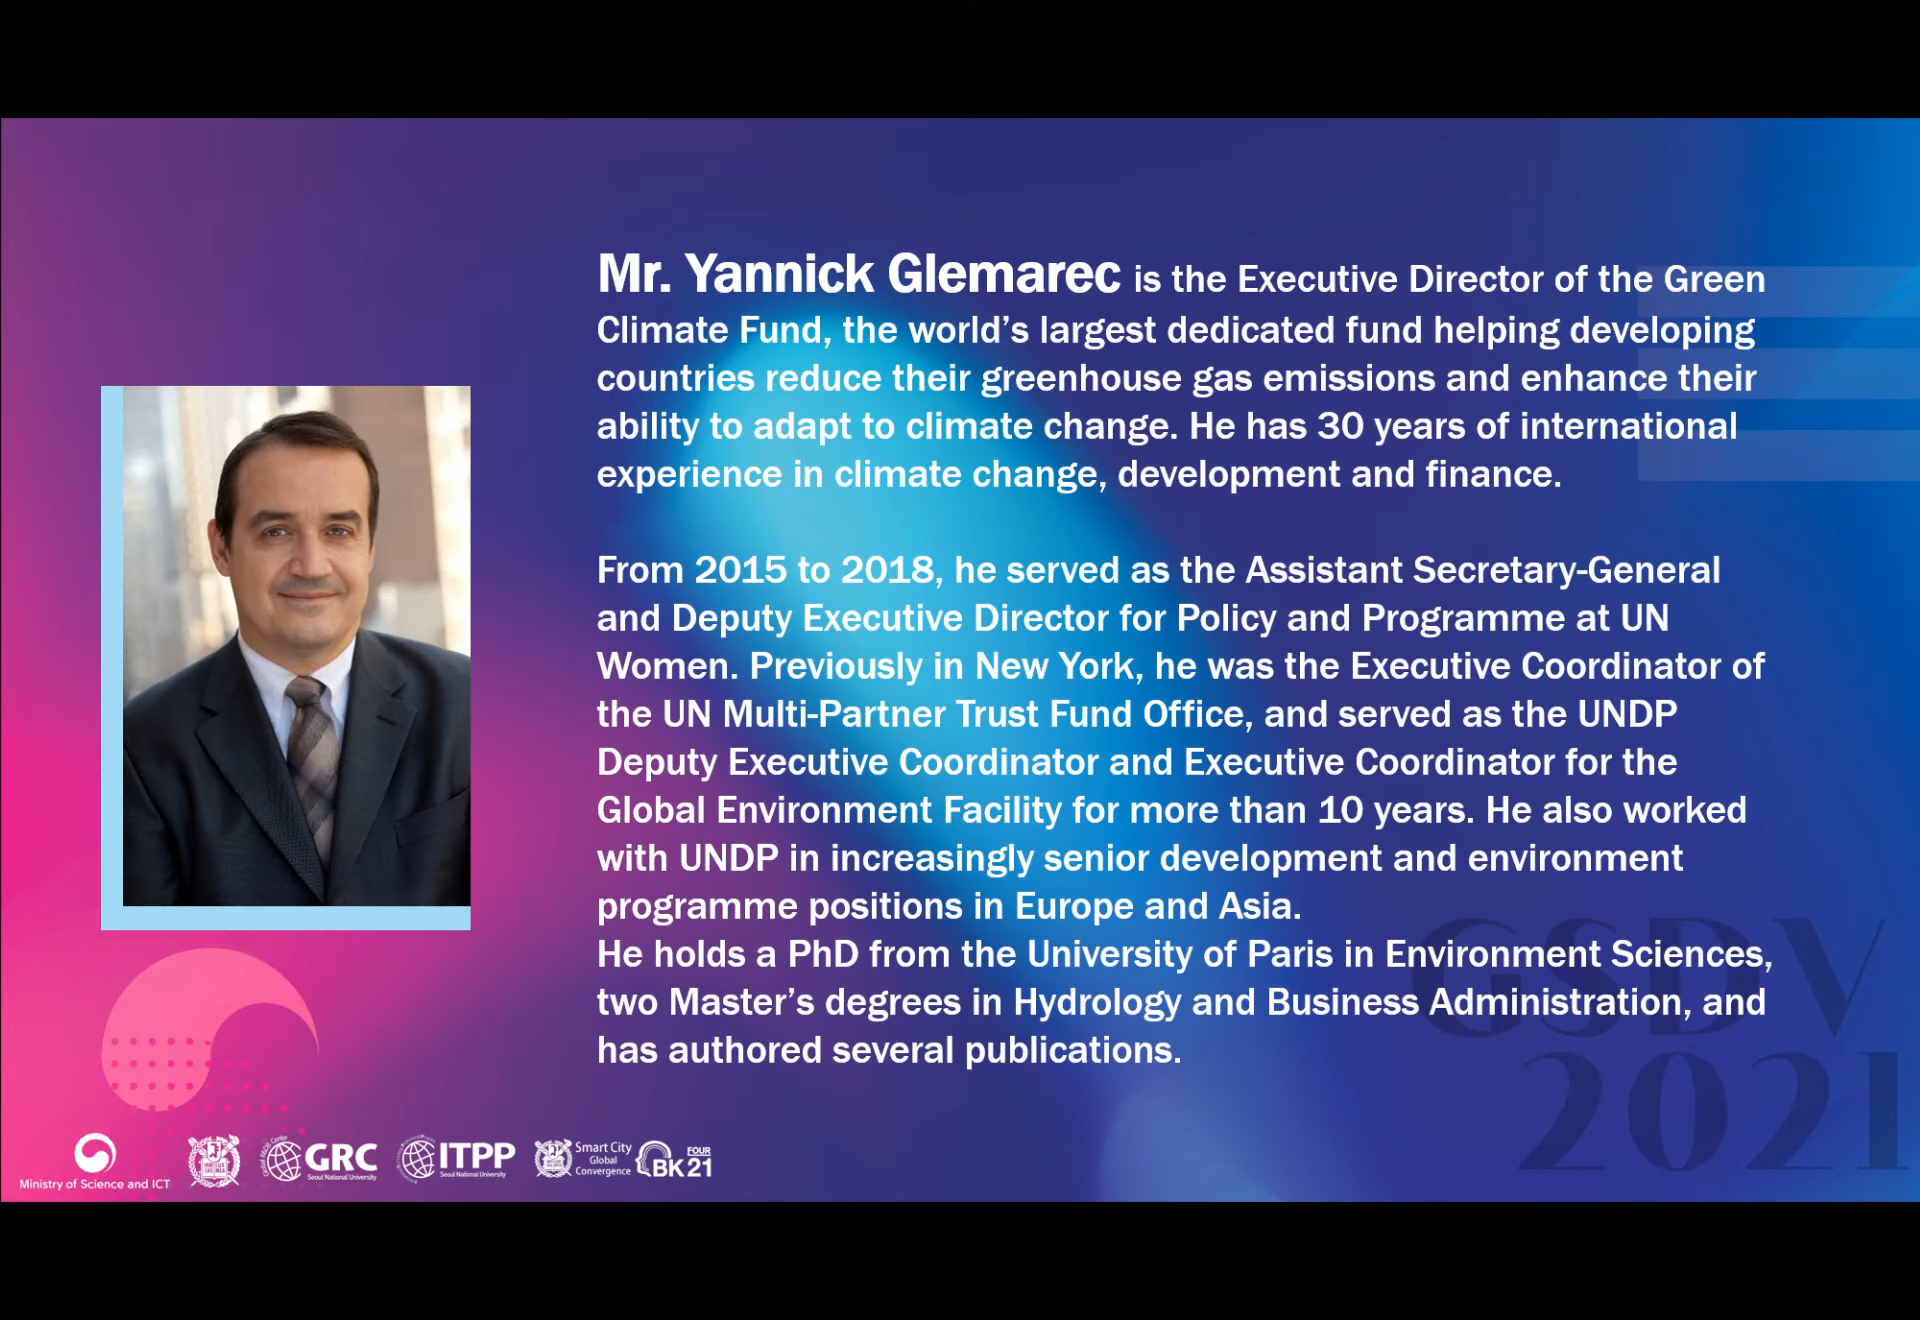 Mr. Yannick Glemarec is the Executive Director of the Green
Climate Fund, the world's largest dedicated fund helping developing
countries reduce their greenhouse gas emissions and enhance their
ability to adapt to climate change. He has 30 years of international
experience in climate change, development and finance.
From 2015 to 2018, he served as the Assistant Secretary-General
and Deputy Executive Director for Policy and Programme at UN
Women. Previously in New York, he was the Executive Coordinator of
the UN Multi-Partner Trust Fund Office, and served as the UNDP
Deputy Executive Coordinator and Executive Coordinator for the
Global Environment Facility for more than 10 years. He also worked
with UNDP in increasingly senior development and environment
programme positions in Europe and Asia.
He holds a PhD from the University of Paris in Environment Sciences,
two Master's degrees in Hydrology and Business Administration, and
has authored several publications.
GSDV
2021
Ministry of Science and ICT
GRC
Seoul National University
ITPP
Seoul National University
Smart City
Global
Convergence
FOUR
BK21